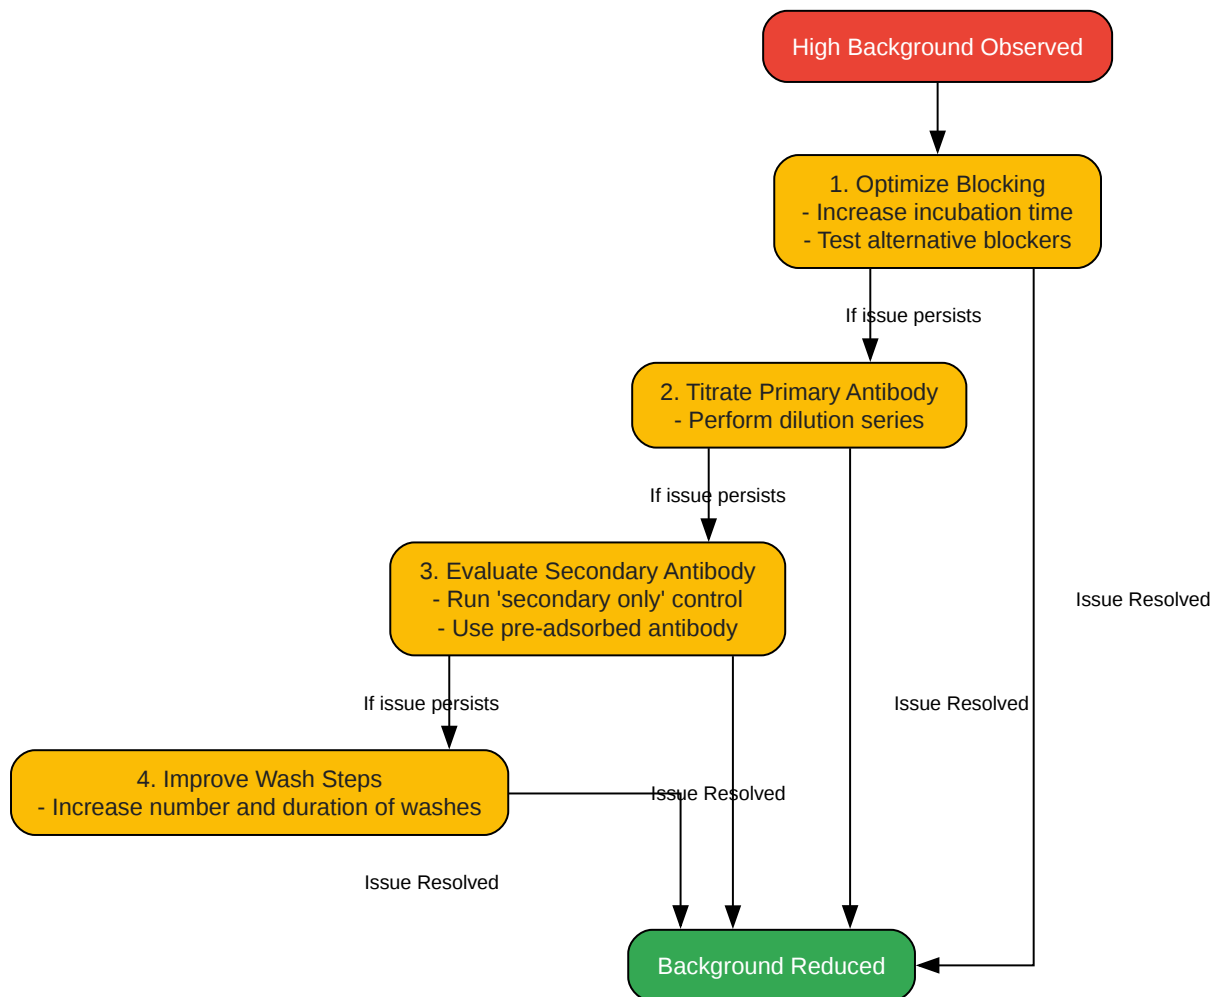 High Background Observed
1. Optimize Blocking
- Increase incubation time
- Test alternative blockers
If issue persists
2. Titrate Primary Antibody
- Perform dilution series
If issue persists
3. Evaluate Secondary Antibody
- Run 'secondary only' control
- Use pre-adsorbed antibody
Issue Resolved
If issue persists
Issue Resolved
4. Improve Wash Steps
- Increase number and duration of washes
Issue Resolved
Issue Resolved
Background Reduced